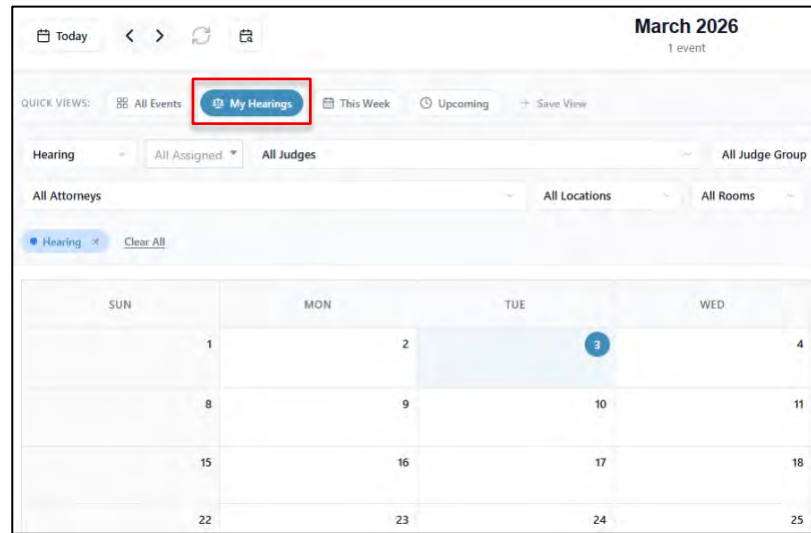 Today March 2026
1 event
QUICK VIEWS: All Events My Hearings This Week Upcoming + Save View
Hearing All Assigned All Judges All Judge Group
All Attorneys All Locations All Rooms
Hearing × Clear All
SUN MON TUE WED
1 2 3 4
8 9 10 11
15 16 17 18
22 23 24 25